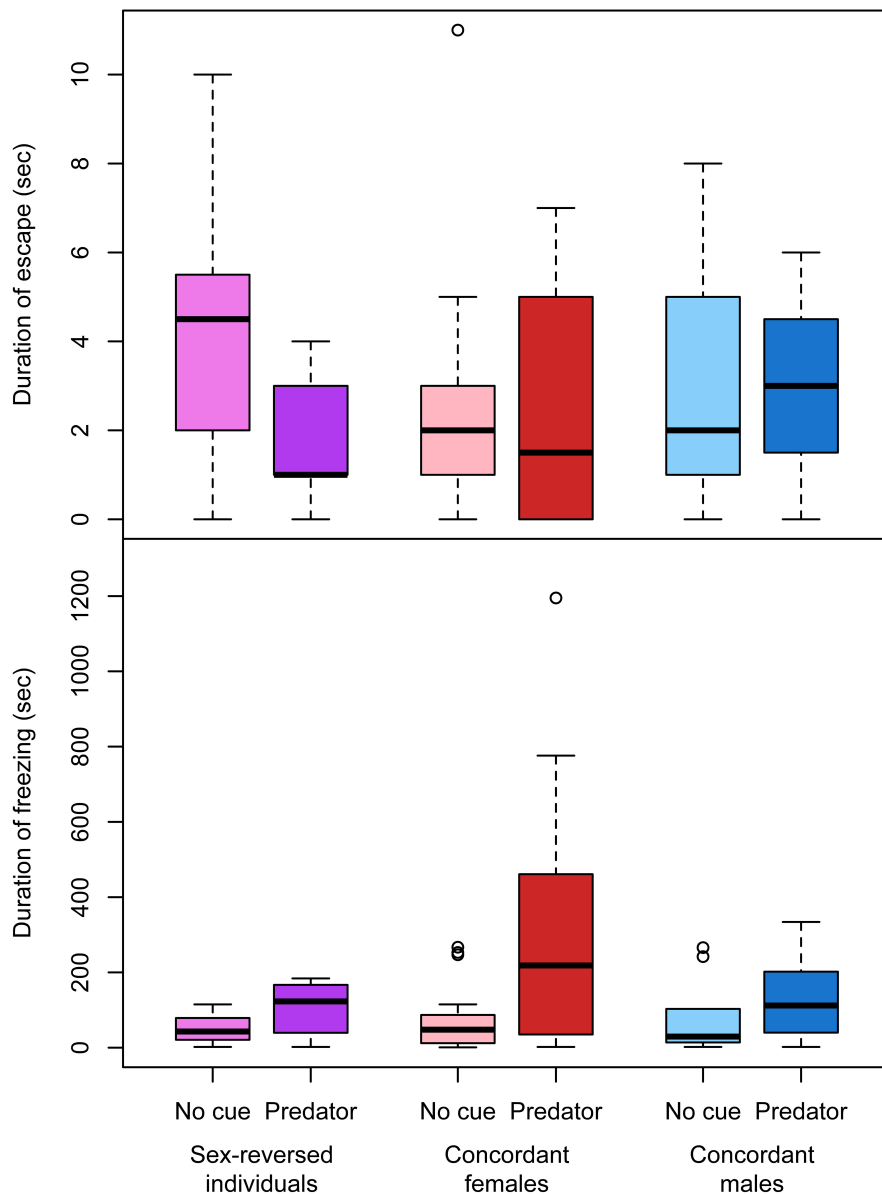 Duration of escape (sec)
10
8
6
4
2
0
Duration of freezing (sec)
1200
1000
800
600
400
200
0
No cue Predator No cue Predator No cue Predator
Sex-reversed Concordant Concordant
individuals females males